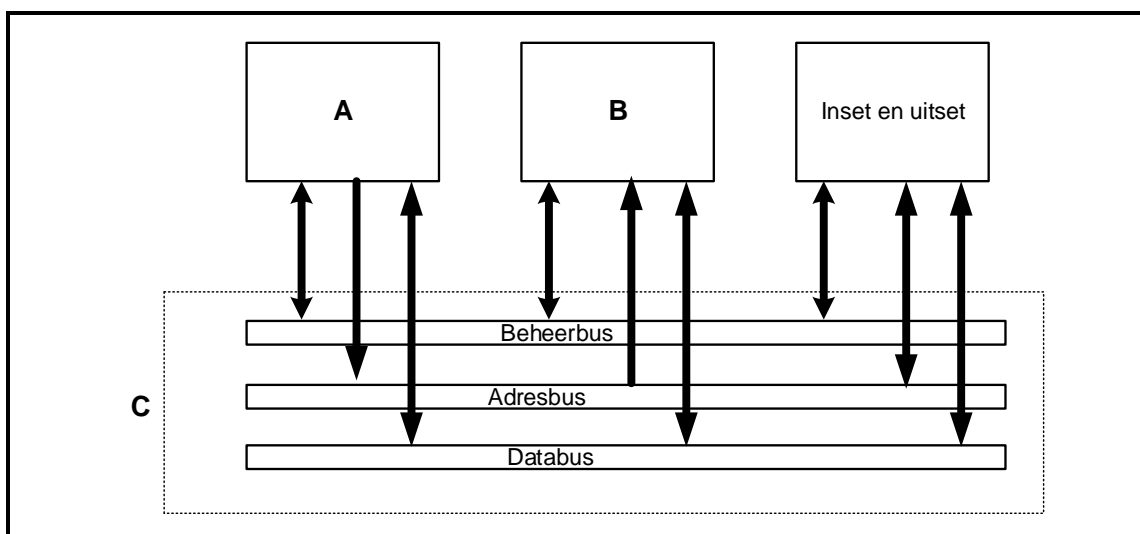 A
B
Inset en uitset
Beheerbus
C
Adresbus
Databus